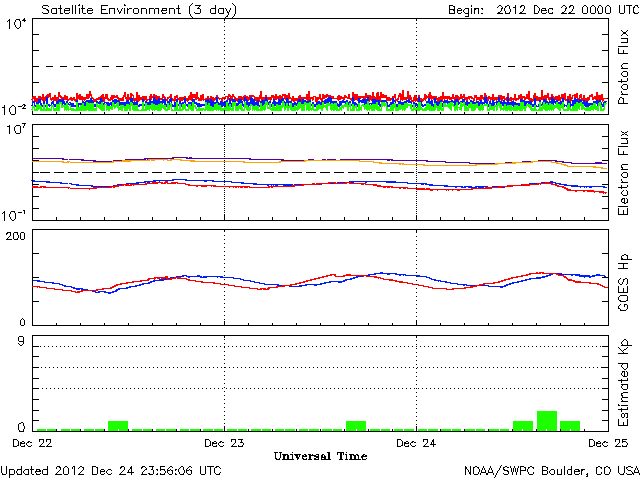 Satellite Environment (3 day) Begin: 2012 Dec 22 0000 UTC
10^4
10^-2
Proton Flux
10^7
10^-1
Electron Flux
200
0
GOES Hp
9
0
Estimated Kp
Dec 22 Dec 23 Dec 24 Dec 25
Universal Time
Updated 2012 Dec 24 23:56:06 UTC NOAA/SWPC Boulder, CO USA